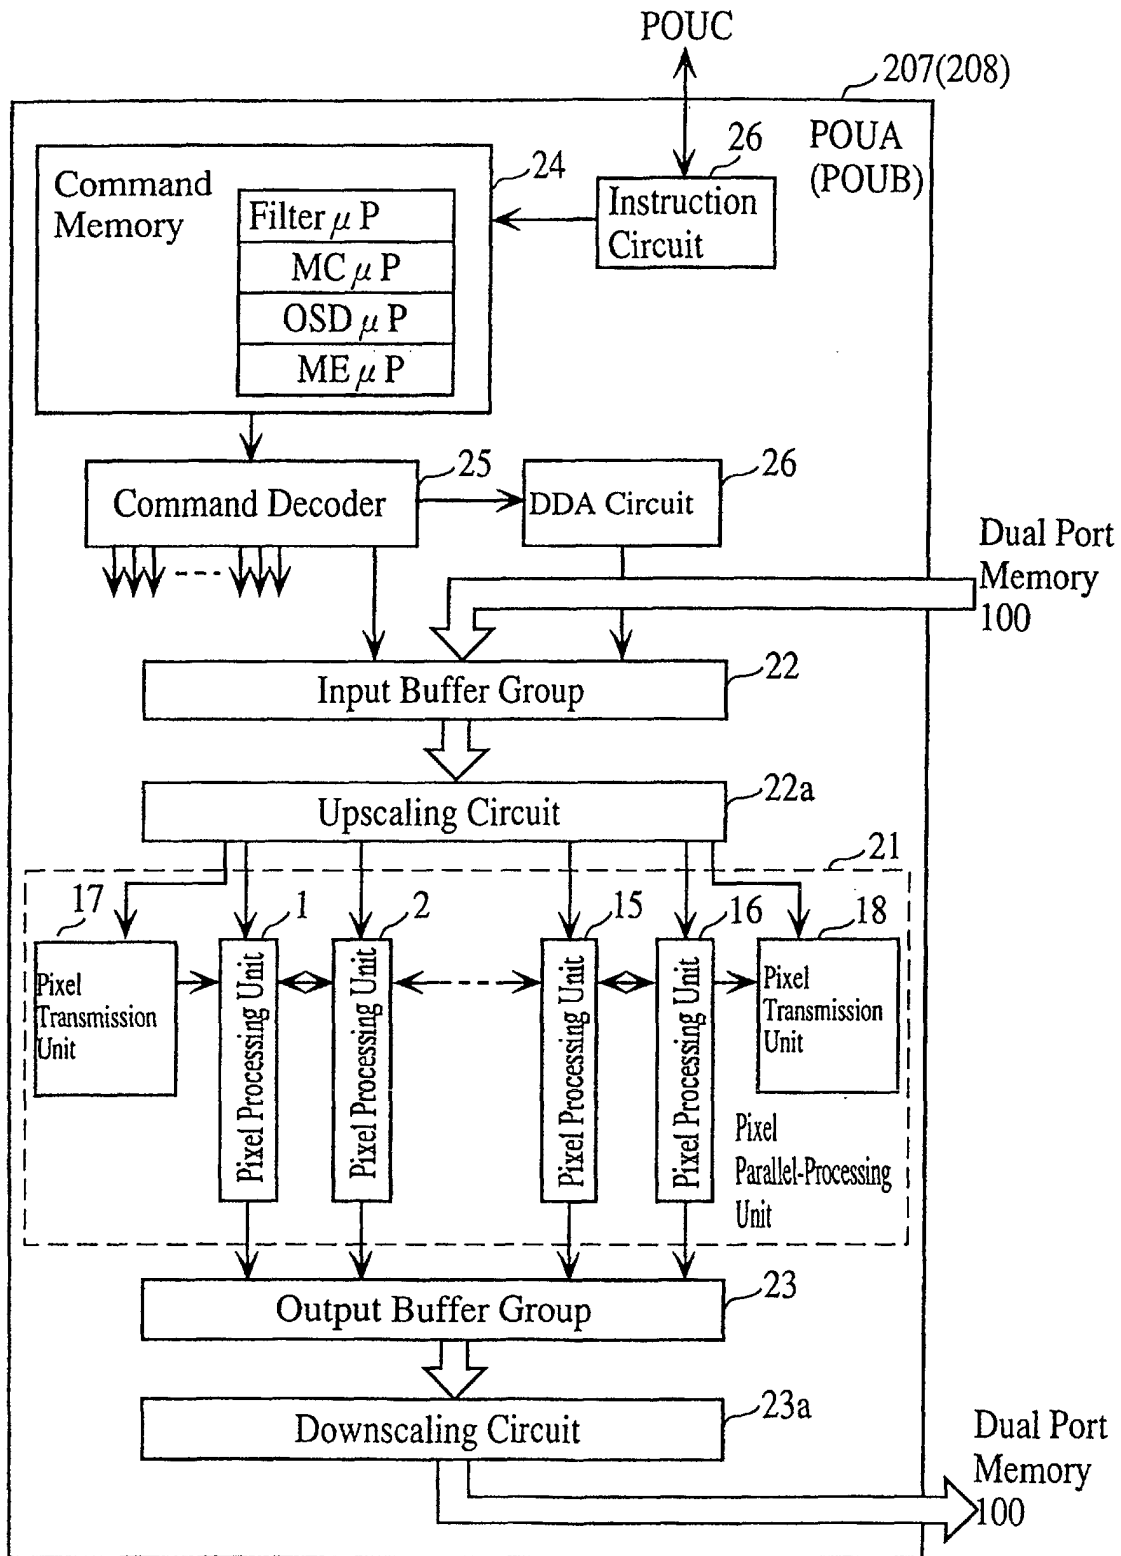 POUC
207(208)
POUA
(POUB)
Command
Memory
24
26
Filter μ P
MC μ P
OSD μ P
ME μ P
Instruction
Circuit
25
26
Command Decoder
DDA Circuit
Dual Port
Memory
100
22
Input Buffer Group
22a
Upscaling Circuit
21
17
1
2
15
16
18
Pixel
Transmission
Unit
Pixel Processing Unit
Pixel Processing Unit
Pixel Processing Unit
Pixel Processing Unit
Pixel
Transmission
Unit
Pixel
Parallel-Processing
Unit
23
Output Buffer Group
23a
Downscaling Circuit
Dual Port
Memory
100